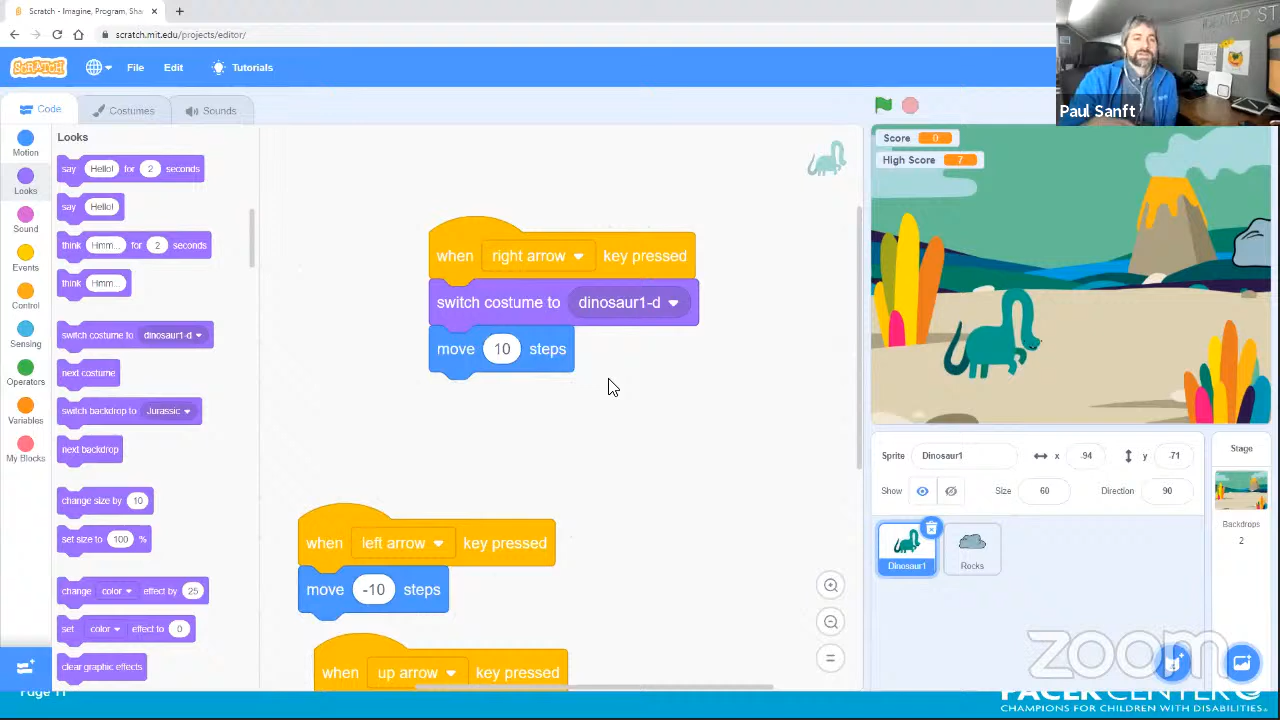 Scratch - Imagine, Program, Shar
scratch.mit.edu/projects/editor/
SCRATCH
File
Edit
Tutorials
Paul Sanft
Code
Costumes
Sounds
Motion
Looks
Sound
Events
Control
Sensing
Operators
Variables
My Blocks
Looks
say Hello! for 2 seconds
say Hello!
think Hmm... for 2 seconds
think Hmm...
switch costume to dinosaur1-d
next costume
switch backdrop to Jurassic
next backdrop
change size by 10
set size to 100 %
change color effect by 25
set color effect to 0
clear graphic effects
when right arrow key pressed
switch costume to dinosaur1-d
move 10 steps
when left arrow key pressed
move -10 steps
when up arrow key pressed
Score 0
High Score 7
Sprite Dinosaur1 x -94 y -71
Show Size 60 Direction 90
Dinosaur1
Rocks
Stage
Backdrops
2
zoom
Page 11
PACER CENTER
CHAMPIONS FOR CHILDREN WITH DISABILITIES